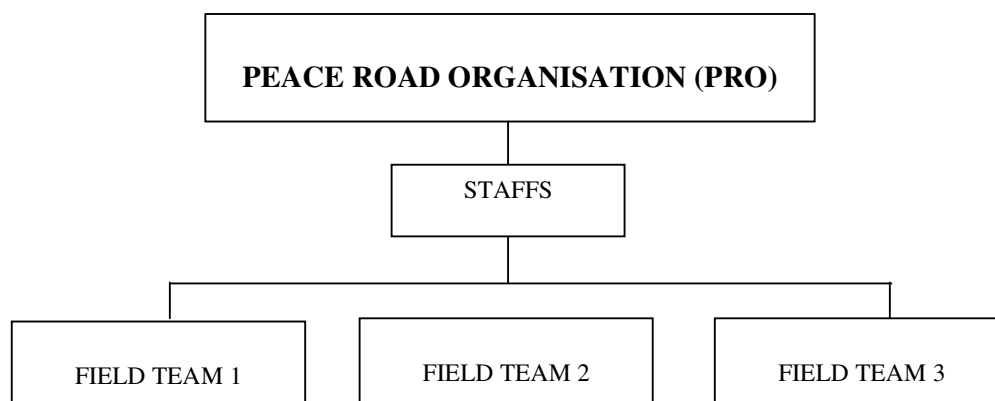 PEACE ROAD ORGANISATION (PRO)
STAFFS
FIELD TEAM 1
FIELD TEAM 2
FIELD TEAM 3